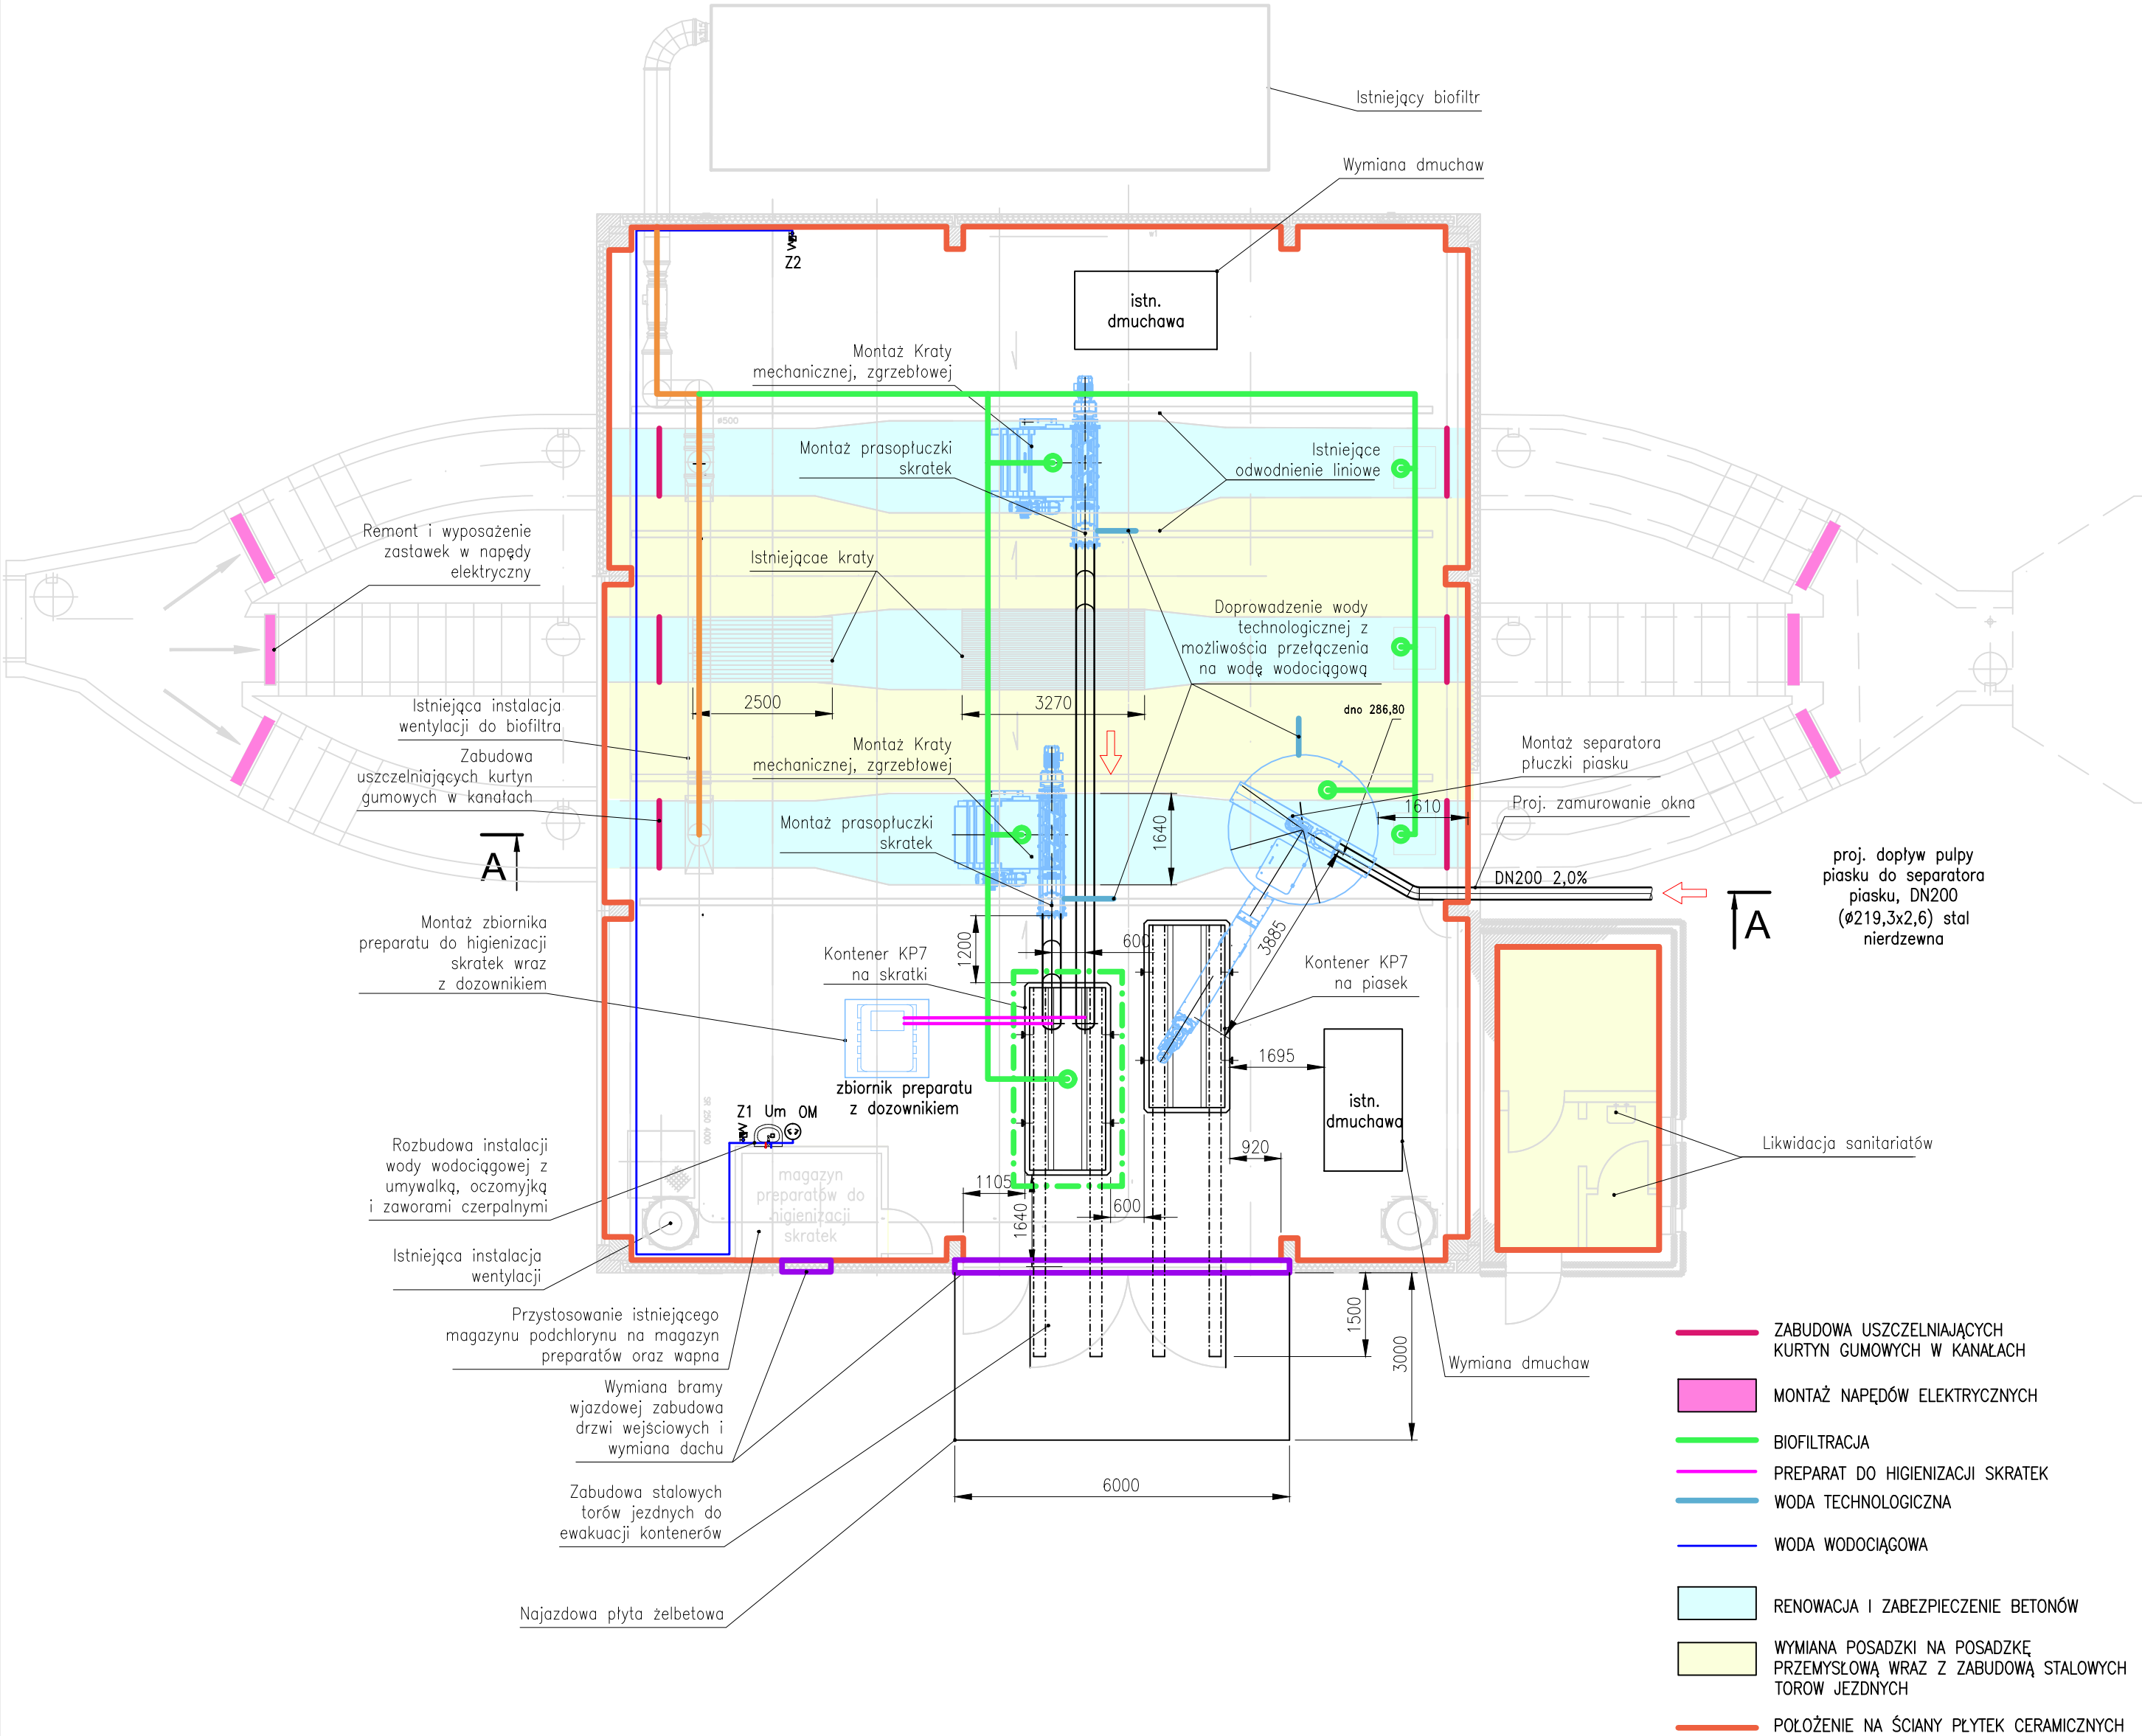 Istniejący biofiltr
Wymiana dmuchaw
Z2
istn.
dmuchawa
Montaż Kraty
mechanicznej, zgrzebłowej
ø500
Montaż prasopłuczki
skratek
Istniejące
odwodnienie liniowe
Remont i wyposażenie
zastawek w napędy
elektryczny
Istniejącae kraty
Doprowadzenie wody
technologicznej z
możliwościa przełączenia
na wodę wodociągową
2500
3270
dno 286,80
Istniejąca instalacja
wentylacji do biofiltra
Montaż Kraty
mechanicznej, zgrzebłowej
Montaż separatora
płuczki piasku
Zabudowa
uszczelniających kurtyn
gumowych w kanałach
1640
1610
Proj. zamurowanie okna
Montaż prasopłuczki
skratek
A
proj. dopływ pulpy
piasku do separatora
piasku, DN200
(ø219,3x2,6) stal
nierdzewna
DN200 2,0%
A
Montaż zbiornika
preparatu do higienizacji
skratek wraz
z dozownikiem
1200
600
3885
Kontener KP7
na skratki
Kontener KP7
na piasek
1695
zbiornik preparatu
z dozownikiem
istn.
dmuchawa
SR 250 4000
Z1 Um OM
Rozbudowa instalacji
wody wodociągowej z
umywalką, oczomyjką
i zaworami czerpalnymi
920
Likwidacja sanitariatów
magazyn
preparatów do
higienizacji
skratek
1105
1640
600
Istniejąca instalacja
wentylacji
Przystosowanie istniejącego
magazynu podchlorynu na magazyn
preparatów oraz wapna
1500
3000
Wymiana dmuchaw
Wymiana bramy
wjazdowej zabudowa
drzwi wejściowych i
wymiana dachu
6000
Zabudowa stalowych
torów jezdnych do
ewakuacji kontenerów
Najazdowa płyta żelbetowa
ZABUDOWA USZCZELNIAJĄCYCH
KURTYN GUMOWYCH W KANAŁACH
MONTAŻ NAPĘDÓW ELEKTRYCZNYCH
BIOFILTRACJA
PREPARAT DO HIGIENIZACJI SKRATEK
WODA TECHNOLOGICZNA
WODA WODOCIĄGOWA
RENOWACJA I ZABEZPIECZENIE BETONÓW
WYMIANA POSADZKI NA POSADZKĘ
PRZEMYSŁOWĄ WRAZ Z ZABUDOWĄ STALOWYCH
TOROW JEZDNYCH
POŁOŻENIE NA ŚCIANY PŁYTEK CERAMICZNYCH